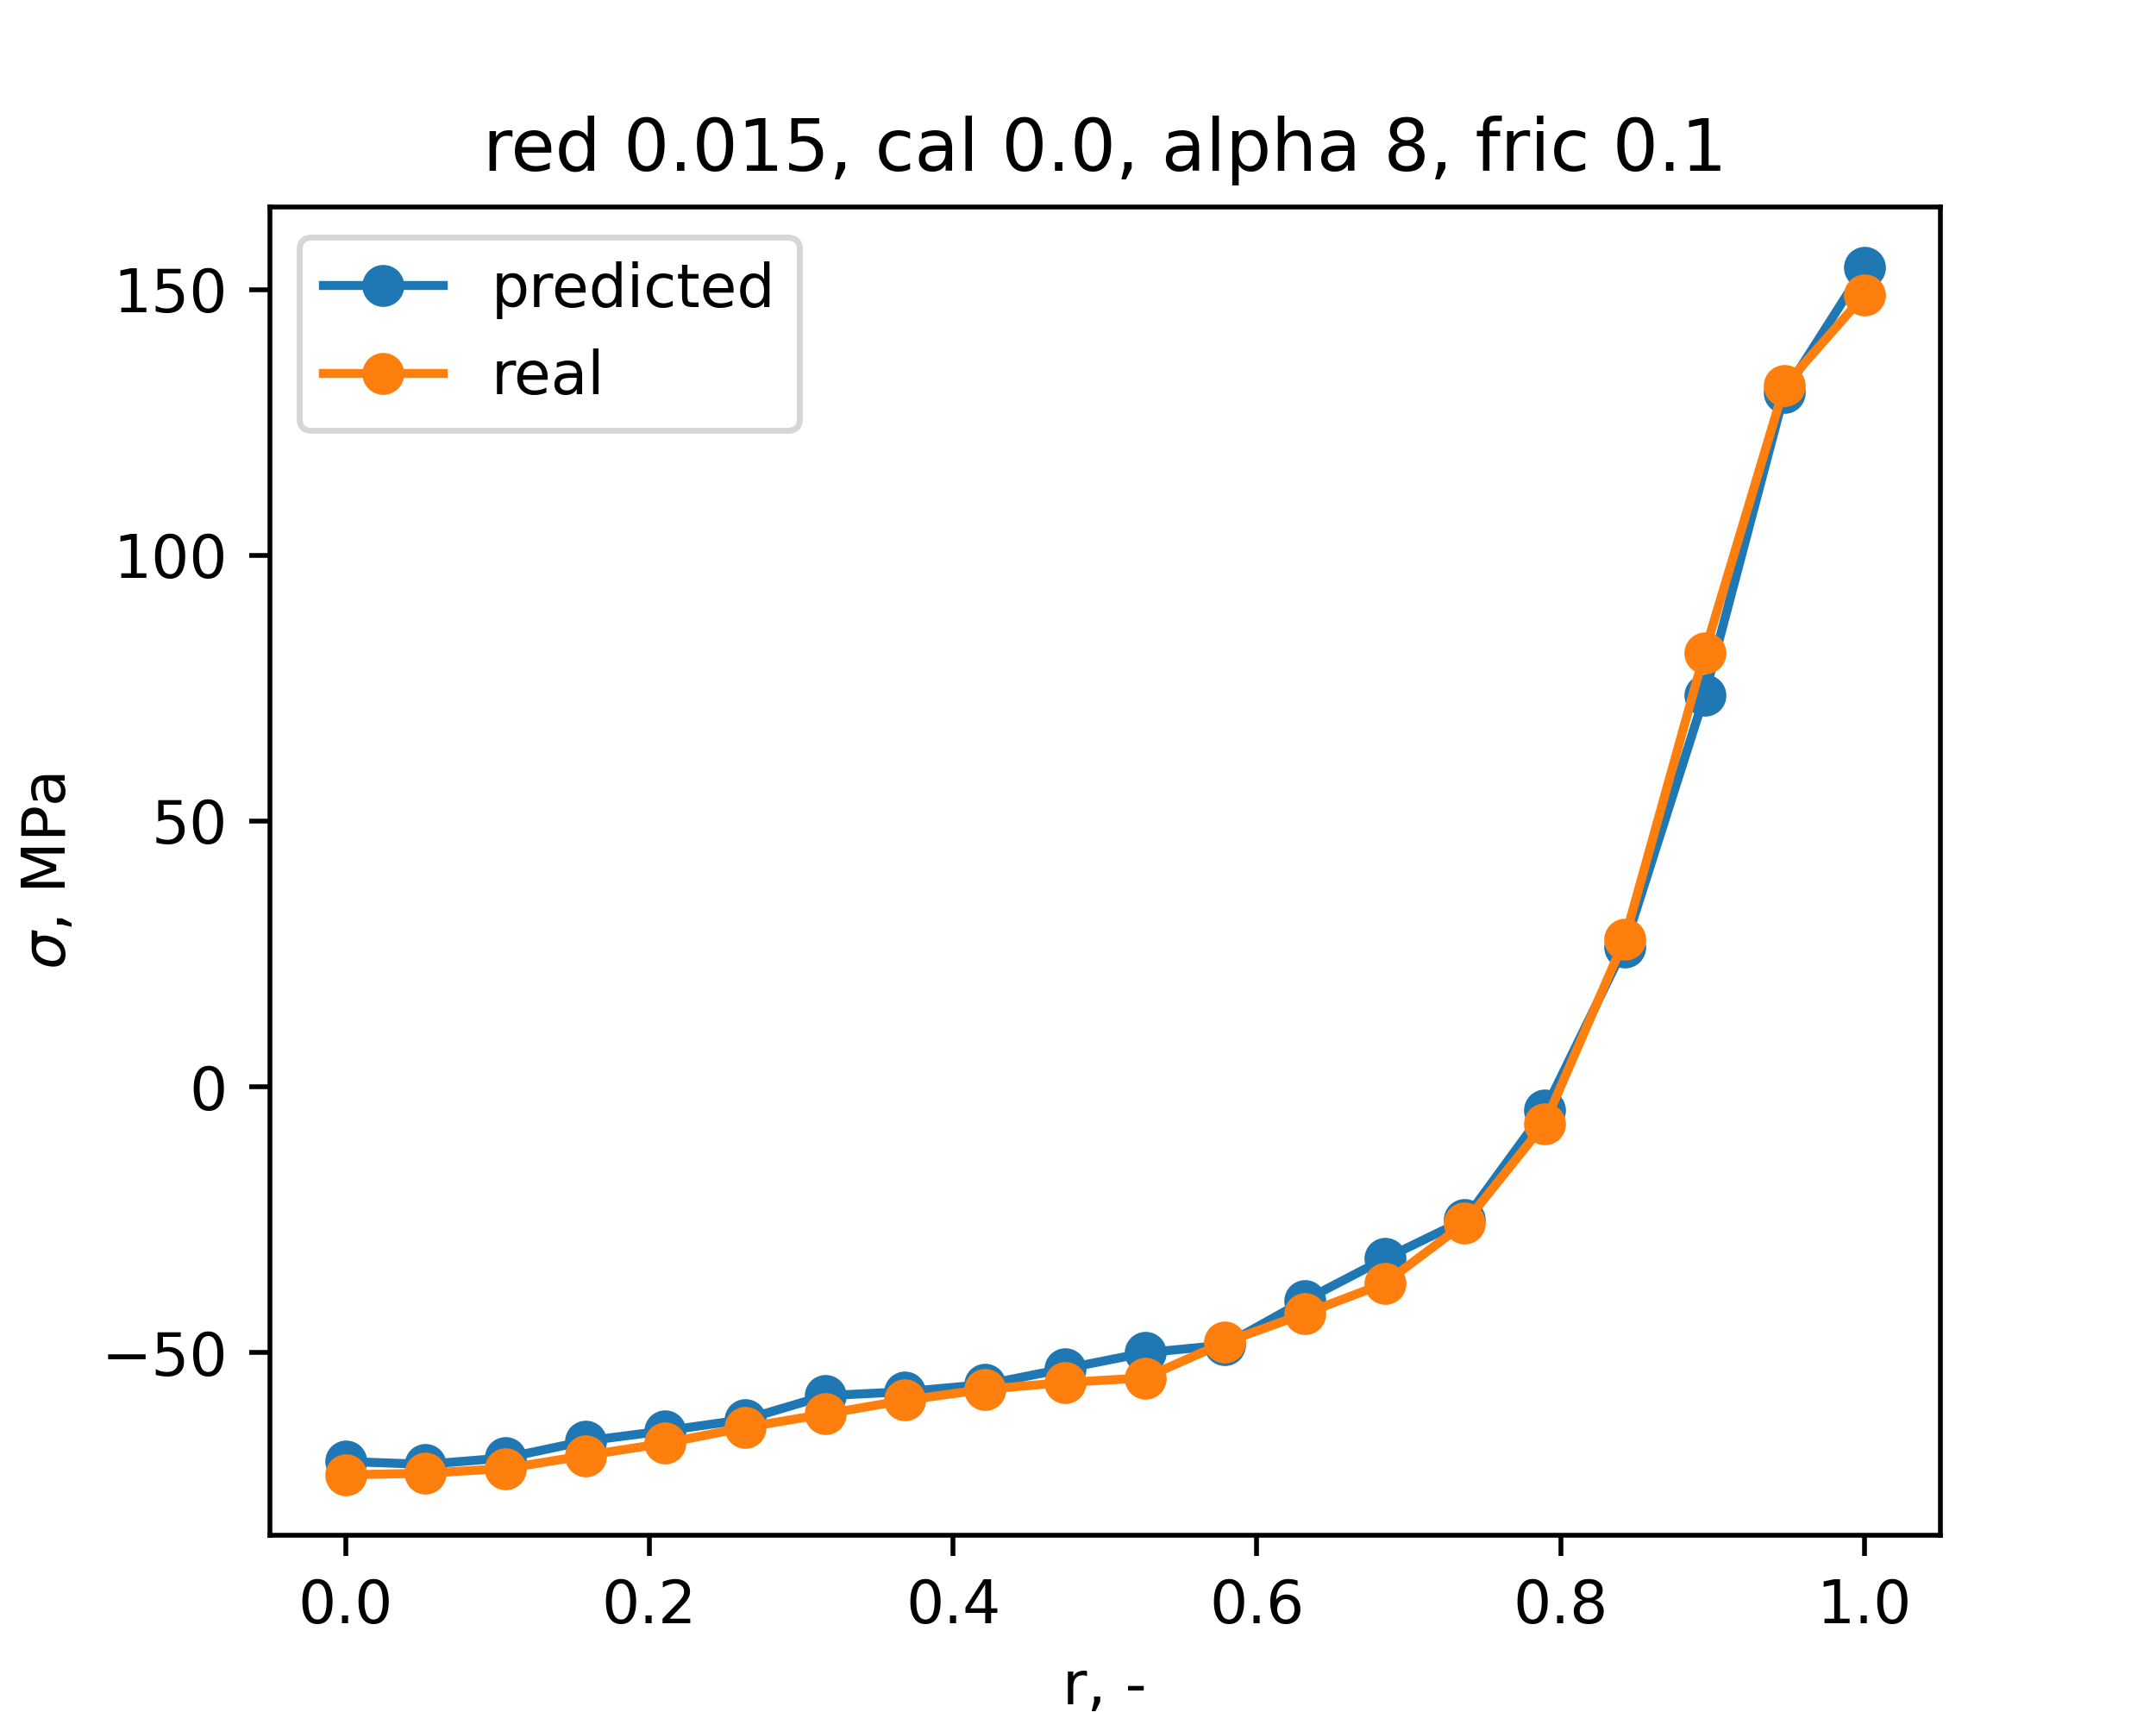 red 0.015, cal 0.0, alpha 8, fric 0.1
predicted
real
150
100
50
0
−50
σ, MPa
0.0 0.2 0.4 0.6 0.8 1.0
r, -